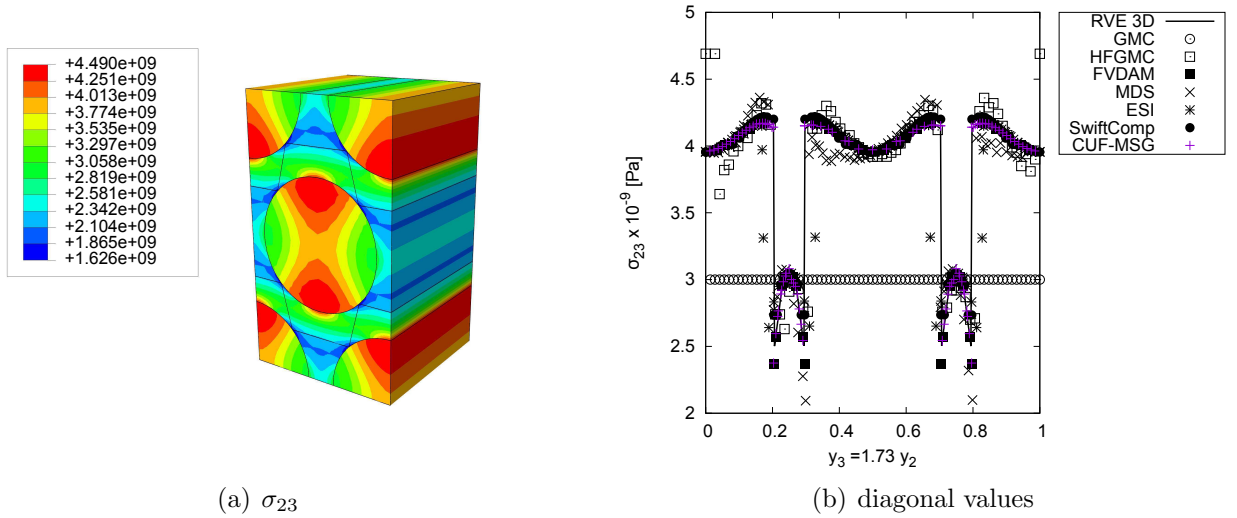 +4.490e+09
+4.251e+09
+4.013e+09
+3.774e+09
+3.535e+09
+3.297e+09
+3.058e+09
+2.819e+09
+2.581e+09
+2.342e+09
+2.104e+09
+1.865e+09
+1.626e+09
(a) σ23
5
4.5
4
3.5
3
2.5
2
σ23 x 10-9 [Pa]
0 0.2 0.4 0.6 0.8 1
y3 =1.73 y2
RVE 3D
GMC
HFGMC
FVDAM
MDS
ESI
SwiftComp
CUF-MSG
(b) diagonal values